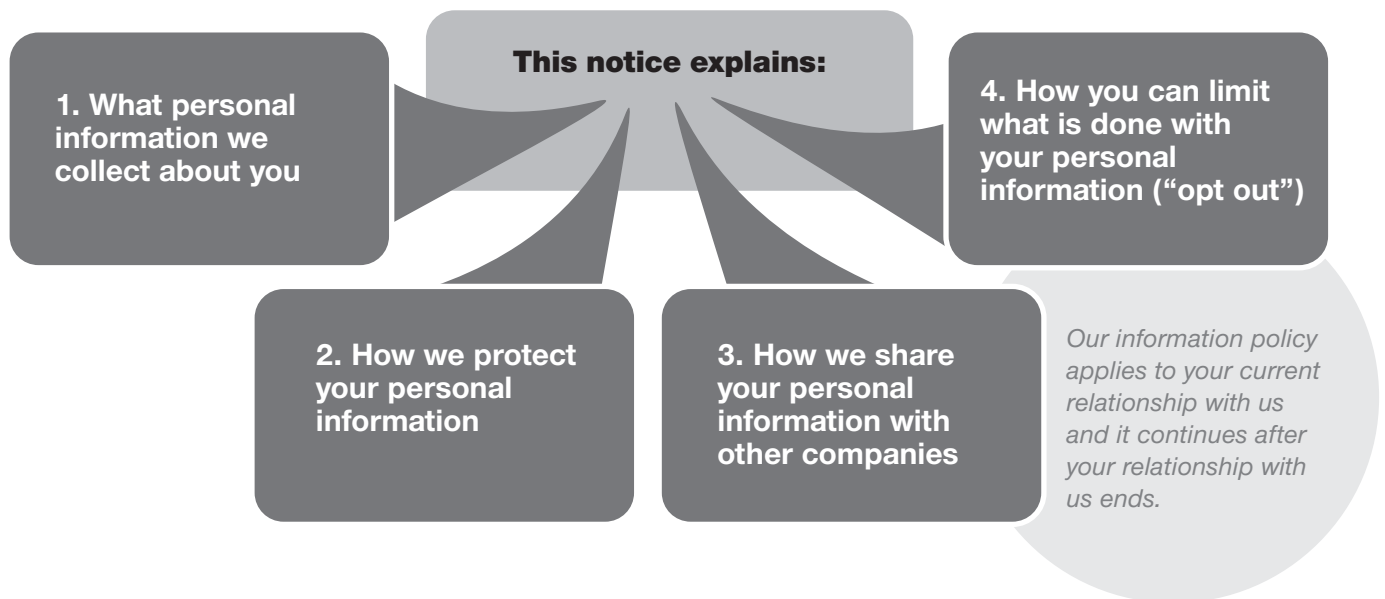 This notice explains:
1. What personal
information we
collect about you
2. How we protect
your personal
information
3. How we share
your personal
information with
other companies
4. How you can limit
what is done with
your personal
information (“opt out”)
Our information policy
applies to your current
relationship with us
and it continues after
your relationship with
us ends.